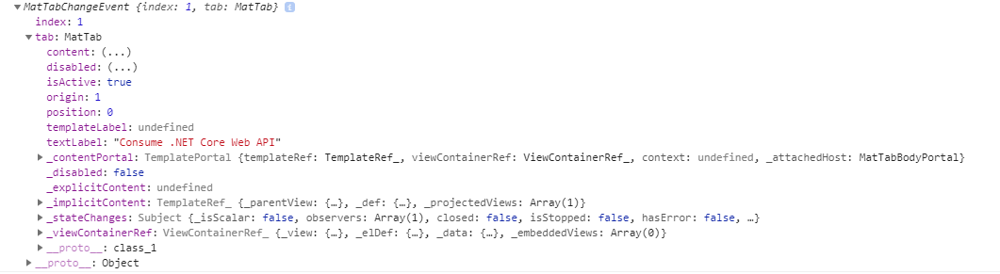 ▼MatTabChangeEvent {index: 1, tab: MatTab} i
index: 1
▼tab: MatTab
content: (...)
disabled: (...)
isActive: true
origin: 1
position: 0
templateLabel: undefined
textLabel: "Consume .NET Core Web API"
▶_contentPortal: TemplatePortal {templateRef: TemplateRef_, viewContainerRef: ViewContainerRef_, context: undefined, _attachedHost: MatTabBodyPortal}
_disabled: false
_explicitContent: undefined
▶_implicitContent: TemplateRef_ {_parentView: {…}, _def: {…}, _projectedViews: Array(1)}
▶_stateChanges: Subject {_isScalar: false, observers: Array(1), closed: false, isStopped: false, hasError: false, …}
▶_viewContainerRef: ViewContainerRef_ {_view: {…}, _elDef: {…}, _data: {…}, _embeddedViews: Array(0)}
▶__proto__: class_1
▶__proto__: Object